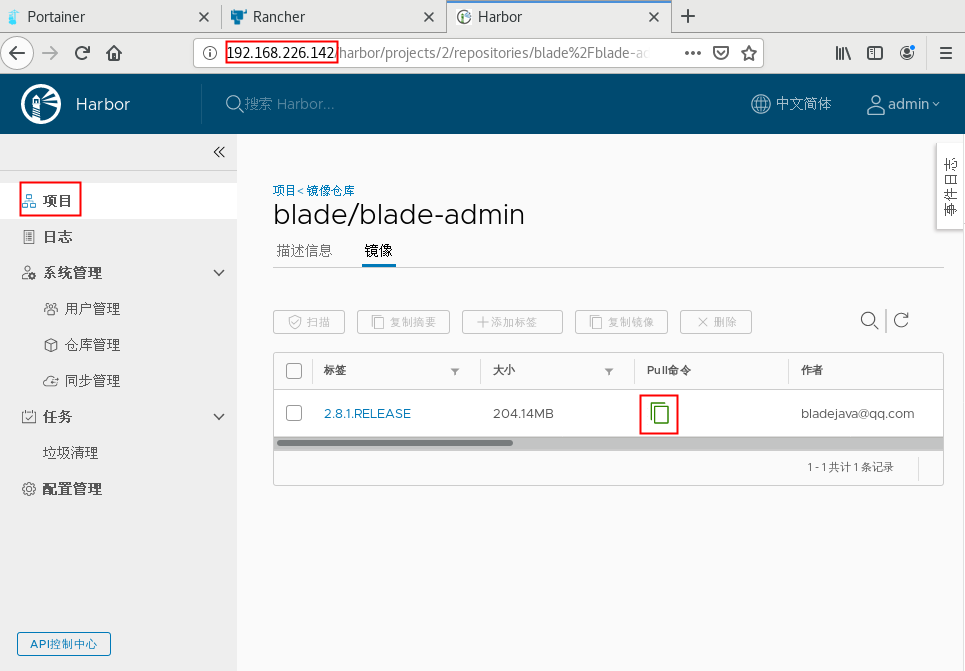 Portainer
Rancher
Harbor
192.168.226.142/harbor/projects/2/repositories/blade%2Fblade-ad
Harbor
搜索 Harbor...
中文简体
admin
事件日志
项目
日志
系统管理
用户管理
仓库管理
同步管理
任务
垃圾清理
配置管理
API控制中心
项目< 镜像仓库
blade/blade-admin
描述信息 镜像
扫描 复制摘要 添加标签 复制镜像 删除
标签 大小 Pull命令 作者
2.8.1.RELEASE 204.14MB bladejava@qq.com
1 - 1 共计 1 条记录